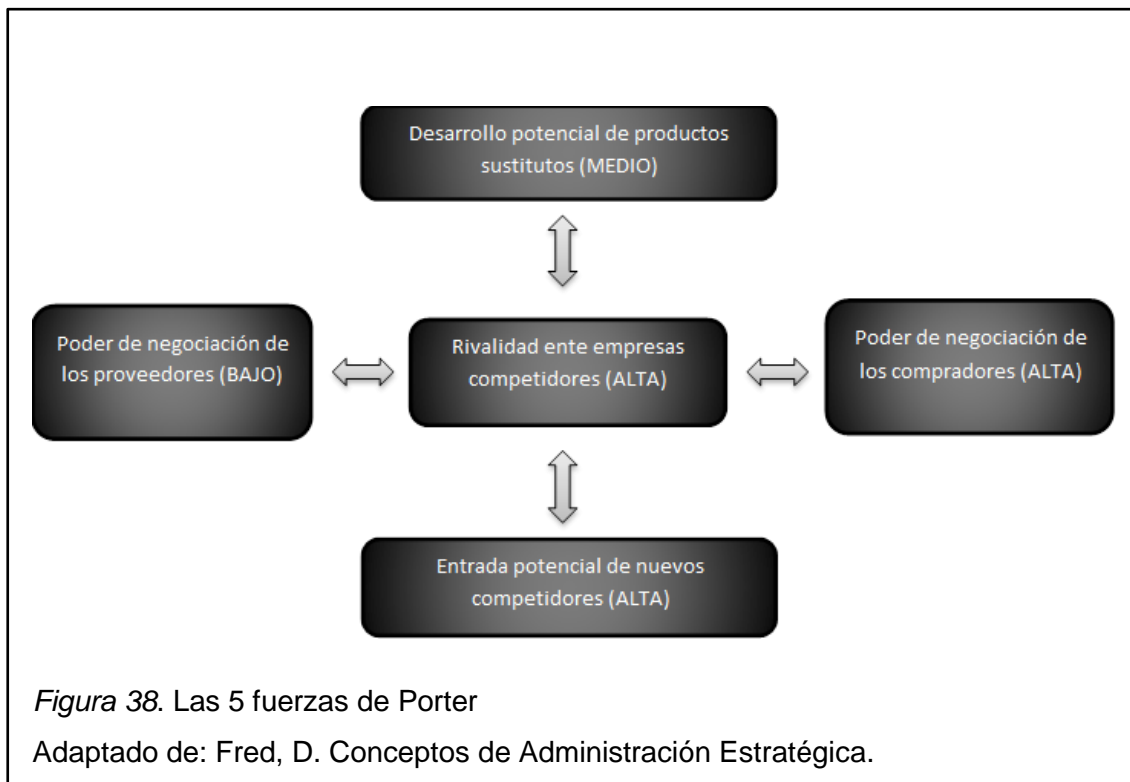 Desarrollo potencial de productos
sustitutos (MEDIO)
Poder de negociación de
los proveedores (BAJO)
Rivalidad ente empresas
competidores (ALTA)
Poder de negociación de
los compradores (ALTA)
Entrada potencial de nuevos
competidores (ALTA)
Figura 38. Las 5 fuerzas de Porter
Adaptado de: Fred, D. Conceptos de Administración Estratégica.